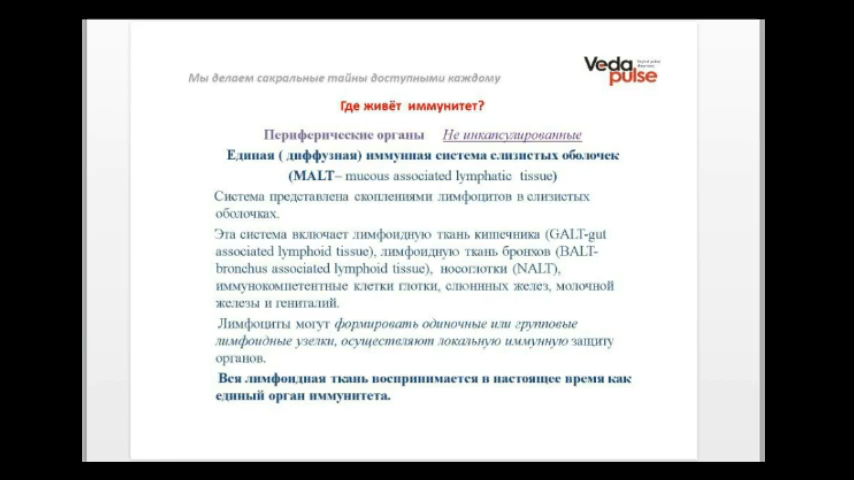 Мы делаем сакральные тайны доступными каждому
Veda
pulse
Где живёт иммунитет?
Периферические органы Не инкапсулированные
Единая ( диффузная) иммунная система слизистых оболочек
(MALT– mucous associated lymphatic tissue)
Система представлена скоплениями лимфоцитов в слизистых
оболочках.
Эта система включает лимфоидную ткань кишечника (GALT-gut
associated lymphoid tissue), лимфоидную ткань бронхов (BALT-
bronchus associated lymphoid tissue), носоглотки (NALT),
иммунокомпетентные клетки глотки, слюннных желез, молочной
железы и гениталий.
Лимфоциты могут формировать одиночные или групповые
лимфоидные узелки, осуществляют локальную иммунную защиту
органов.
Вся лимфоидная ткань воспринимается в настоящее время как
единый орган иммунитета.